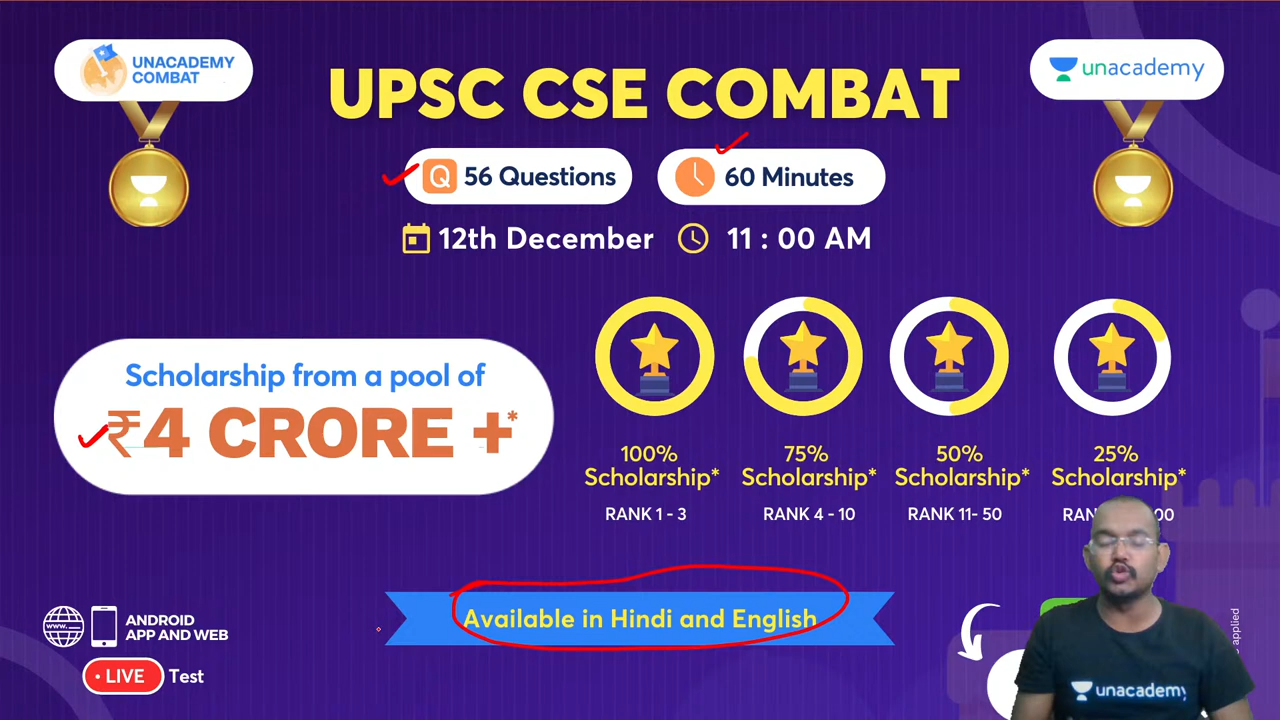 UNACADEMY
COMBAT
unacademy
UPSC CSE COMBAT
Q 56 Questions
60 Minutes
12th December
11 : 00 AM
Scholarship from a pool of
₹4 CRORE +*
100%
Scholarship*
RANK 1 - 3
75%
Scholarship*
RANK 4 - 10
50%
Scholarship*
RANK 11- 50
25%
Scholarship*
Available in Hindi and English
www.
ANDROID
APP AND WEB
• LIVE Test
applied
unacademy